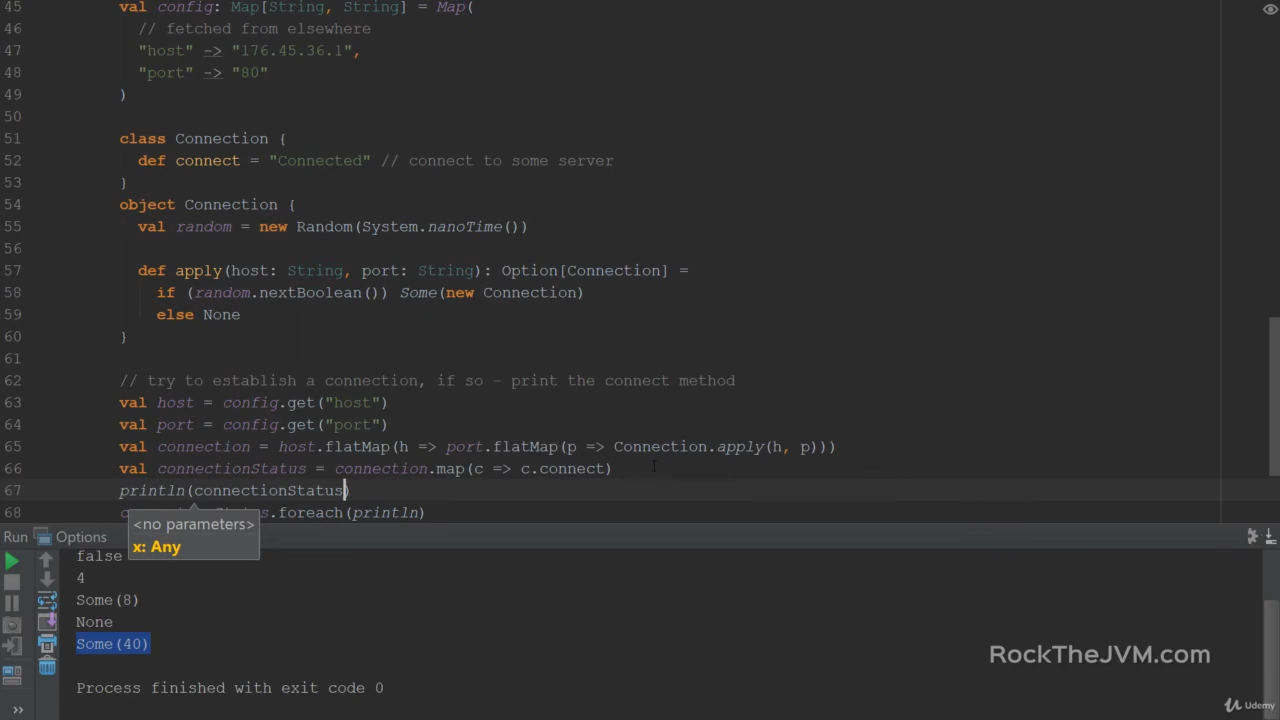 45 val config: Map[String, String] = Map(
46 // fetched from elsewhere
47 "host" -> "176.45.36.1",
48 "port" -> "80"
49 )
50
51 class Connection {
52 def connect = "Connected" // connect to some server
53 }
54 object Connection {
55 val random = new Random(System.nanoTime())
56
57 def apply(host: String, port: String): Option[Connection] =
58 if (random.nextBoolean()) Some(new Connection)
59 else None
60 }
61
62 // try to establish a connection, if so - print the connect method
63 val host = config.get("host")
64 val port = config.get("port")
65 val connection = host.flatMap(h => port.flatMap(p => Connection.apply(h, p)))
66 val connectionStatus = connection.map(c => c.connect)
67 println(connectionStatus)
68 .foreach(println)
<no parameters>
x: Any
Run Options
false
4
Some(8)
None
Some(40)
Process finished with exit code 0
RockTheJVM.com
Udemy